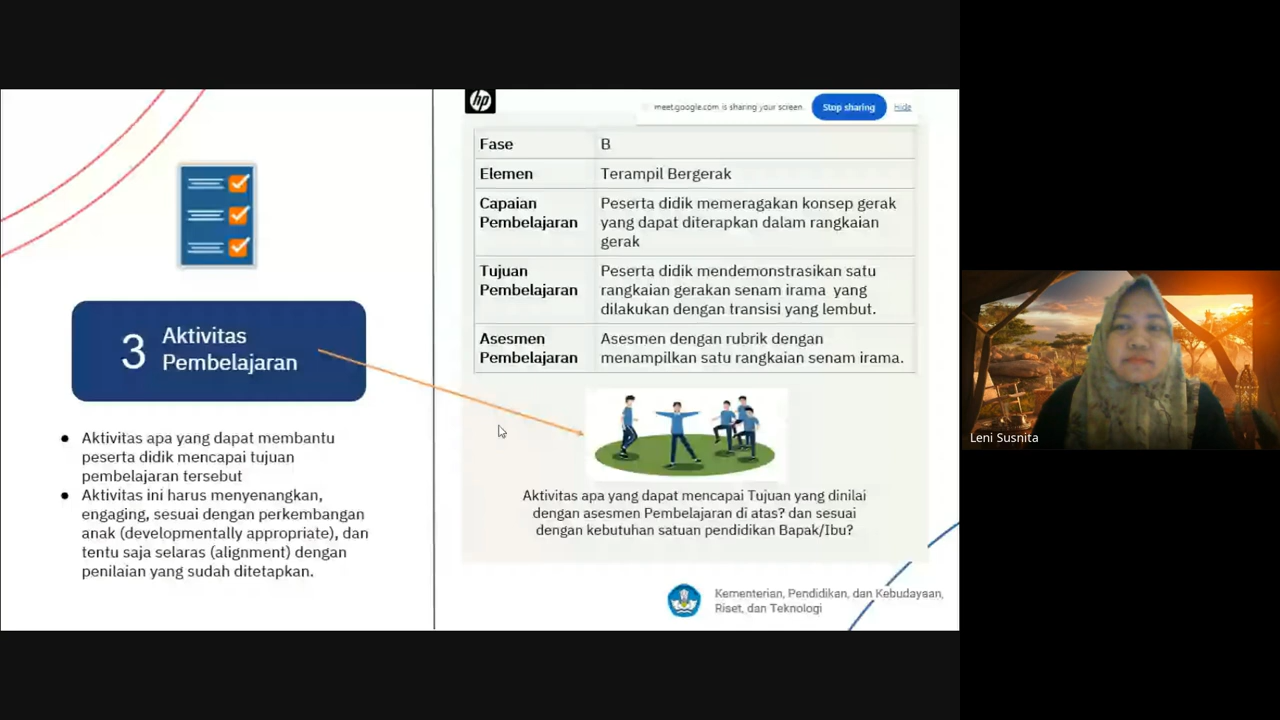 3
Aktivitas
Pembelajaran
● Aktivitas apa yang dapat membantu
peserta didik mencapai tujuan
pembelajaran tersebut
● Aktivitas ini harus menyenangkan,
engaging, sesuai dengan perkembangan
anak (developmentally appropriate), dan
tentu saja selaras (alignment) dengan
penilaian yang sudah ditetapkan.
hp
meet.google.com is sharing your screen. Stop sharing Hide
Fase B
Elemen Terampil Bergerak
Capaian Pembelajaran
Peserta didik memeragakan konsep gerak
yang dapat diterapkan dalam rangkaian
gerak
Tujuan Pembelajaran
Peserta didik mendemonstrasikan satu
rangkaian gerakan senam irama yang
dilakukan dengan transisi yang lembut.
Asesmen Pembelajaran
Asesmen dengan rubrik dengan
menampilkan satu rangkaian senam irama.
Aktivitas apa yang dapat mencapai Tujuan yang dinilai
dengan asesmen Pembelajaran di atas? dan sesuai
dengan kebutuhan satuan pendidikan Bapak/Ibu?
Kementerian, Pendidikan, dan Kebudayaan,
Riset, dan Teknologi
Leni Susnita